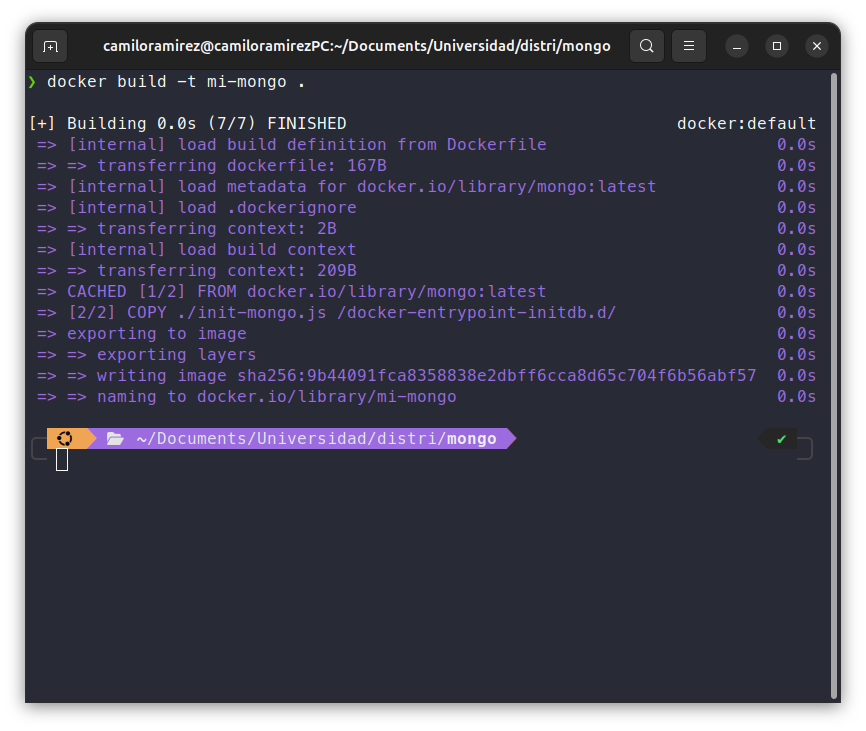 camiloramirez@camiloramirezPC:~/Documents/Universidad/distri/mongo
❯ docker build -t mi-mongo .
[+] Building 0.0s (7/7) FINISHED docker:default
=> [internal] load build definition from Dockerfile 0.0s
=> => transferring dockerfile: 167B 0.0s
=> [internal] load metadata for docker.io/library/mongo:latest 0.0s
=> [internal] load .dockerignore 0.0s
=> => transferring context: 2B 0.0s
=> [internal] load build context 0.0s
=> => transferring context: 209B 0.0s
=> CACHED [1/2] FROM docker.io/library/mongo:latest 0.0s
=> [2/2] COPY ./init-mongo.js /docker-entrypoint-initdb.d/ 0.0s
=> exporting to image 0.0s
=> => exporting layers 0.0s
=> => writing image sha256:9b44091fca8358838e2dbff6cca8d65c704f6b56abf57 0.0s
=> => naming to docker.io/library/mi-mongo 0.0s
~/Documents/Universidad/distri/mongo ✔